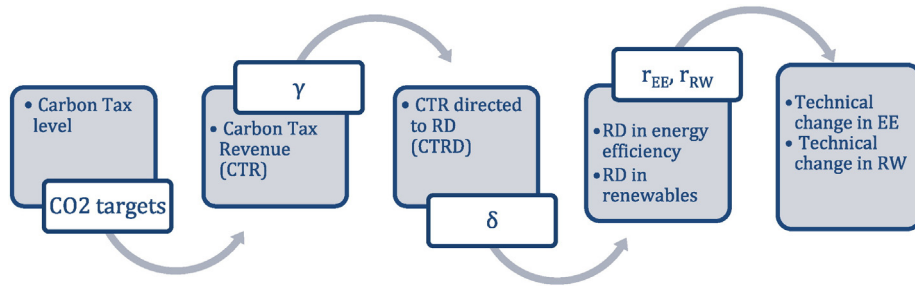 • Carbon Tax
level
CO2 targets
γ
• Carbon Tax
Revenue
(CTR)
• CTR directed
to RD
(CTRD)
δ
rEE, rRW
• RD in energy
efficiency
• RD in
renewables
• Technical
change in EE
• Technical
change in RW